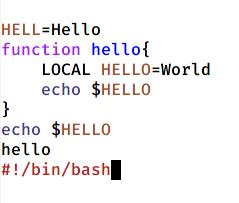 HELL=Hello
function hello{
    LOCAL HELLO=World
    echo $HELLO
}
echo $HELLO
hello
#!/bin/bash